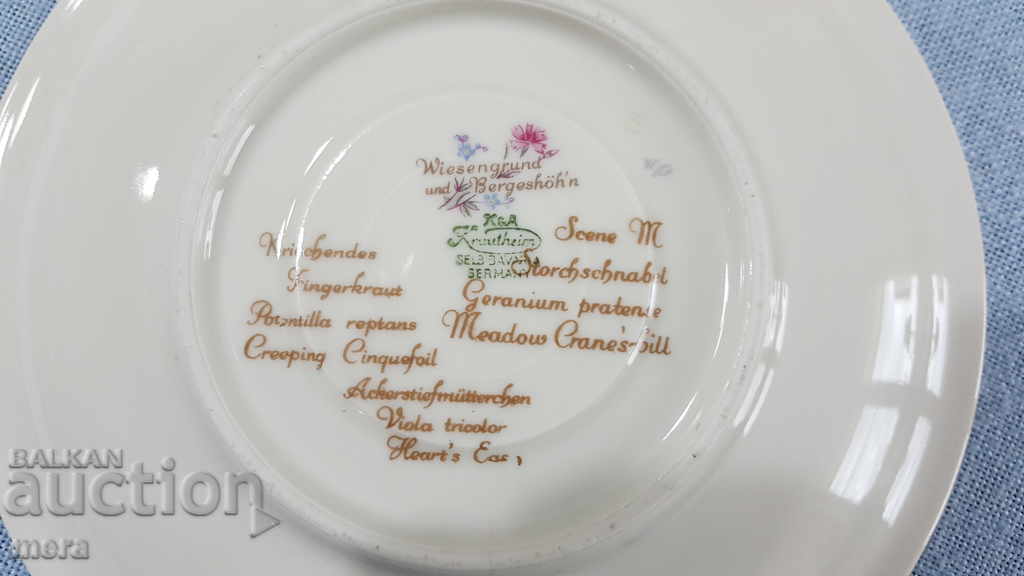 Wiesengrund
und Bergeshöh'n
K&A
Krautheim
SELB BAVARIA
GERMANY
Kriechendes
Fingerkraut
Potentilla reptans
Creeping Cinquefoil
Scene M
Storchschnabel
Geranium pratense
Meadow Crane's-bill
Ackerstiefmütterchen
Viola tricolor
Heart's Eas,
BALKAN
auction
mera